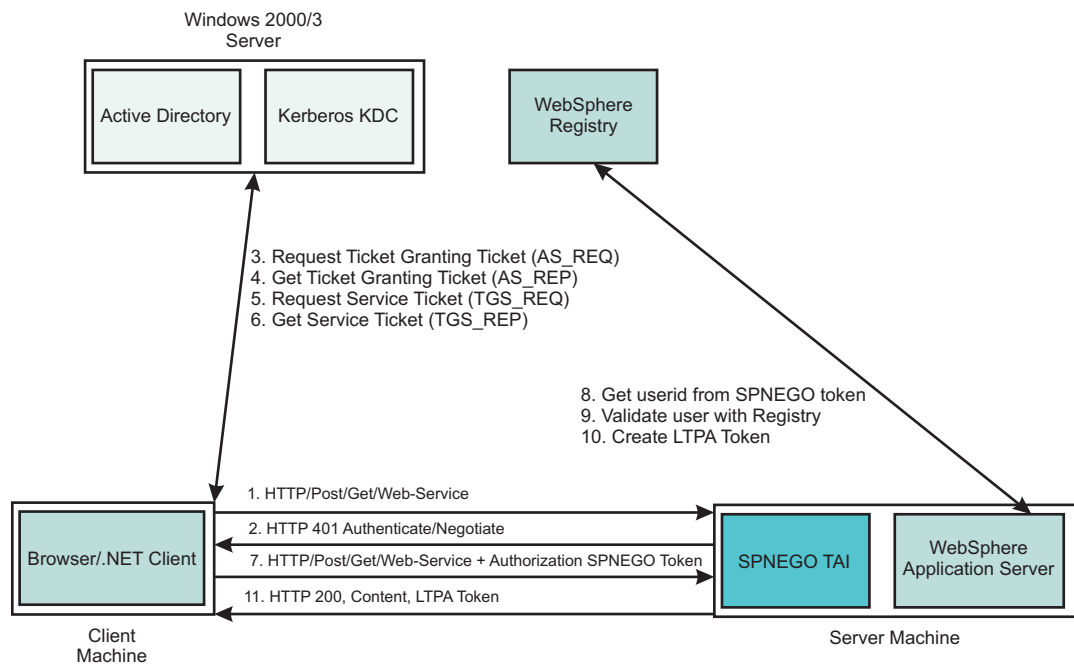 Windows 2000/3
Server
Active Directory
Kerberos KDC
WebSphere
Registry
3. Request Ticket Granting Ticket (AS_REQ)
4. Get Ticket Granting Ticket (AS_REP)
5. Request Service Ticket (TGS_REQ)
6. Get Service Ticket (TGS_REP)
8. Get userid from SPNEGO token
9. Validate user with Registry
10. Create LTPA Token
1. HTTP/Post/Get/Web-Service
2. HTTP 401 Authenticate/Negotiate
7. HTTP/Post/Get/Web-Service + Authorization SPNEGO Token
11. HTTP 200, Content, LTPA Token
Browser/.NET Client
SPNEGO TAI
WebSphere
Application Server
Client
Machine
Server Machine